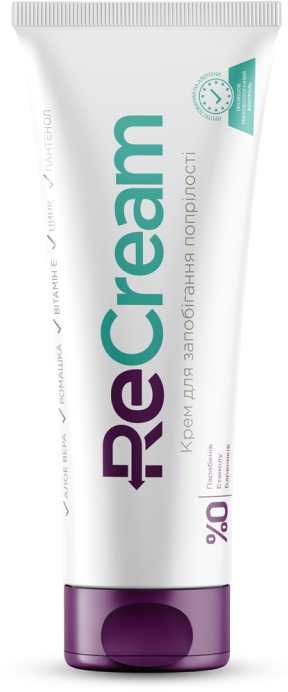 ✓ АЛОЕ ВЕРА ✓ РОМАШКА ✓ ВІТАМІН Е ✓ ЦИНК ✓ ПАНТЕНОЛ
ReCream
Крем для запобігання попрілості
0%
Парабенів
Етанолу
Барвників